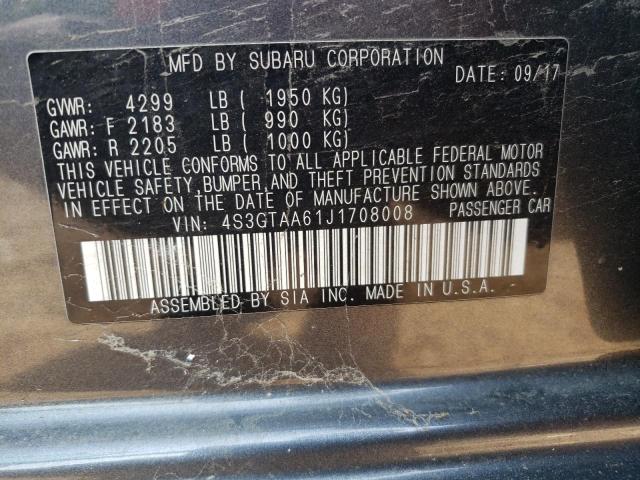 MFD BY SUBARU CORPORATION
DATE: 09/17
GVWR: 4299 LB ( 1950 KG)
GAWR: F 2183 LB ( 990 KG)
GAWR: R 2205 LB ( 1000 KG)
THIS VEHICLE CONFORMS TO ALL APPLICABLE FEDERAL MOTOR
VEHICLE SAFETY, BUMPER AND THEFT PREVENTION STANDARDS
IN EFFECT ON THE DATE OF MANUFACTURE SHOWN ABOVE.
VIN: 4S3GTAA61J1708008 PASSENGER CAR
ASSEMBLED BY SIA INC. MADE IN U.S.A.